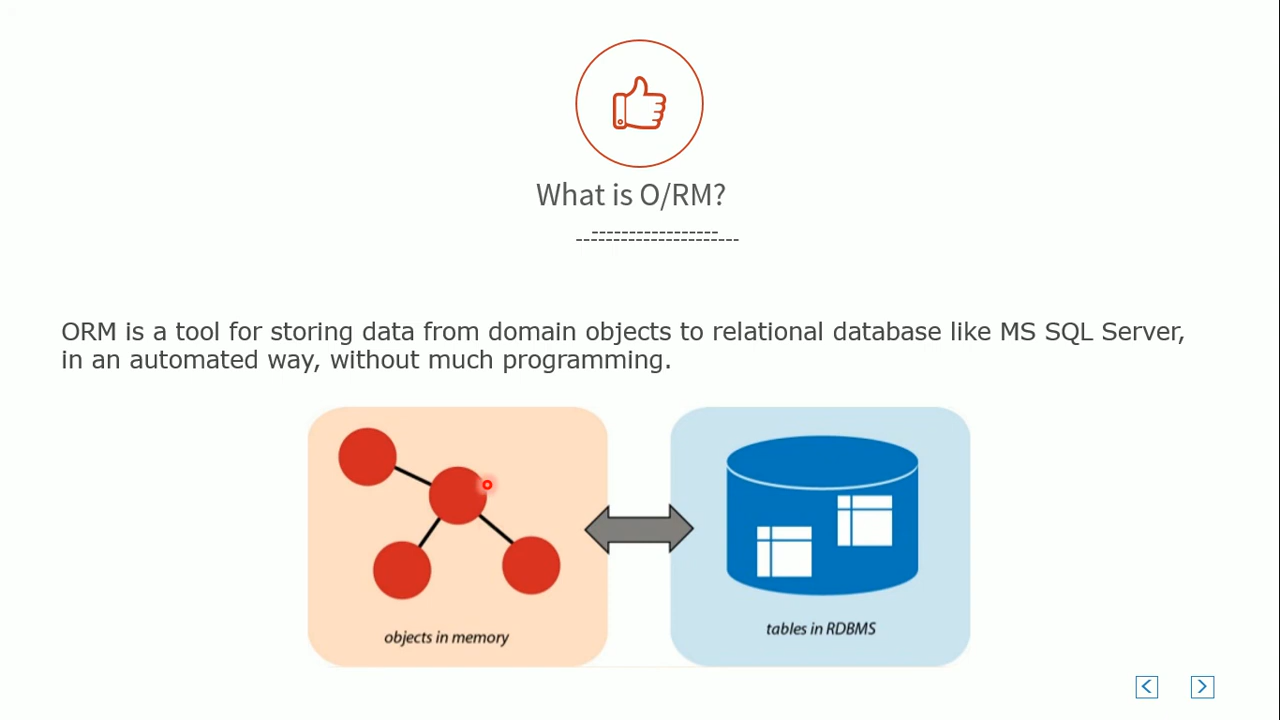 What is O/RM?
------------------
----------------------
ORM is a tool for storing data from domain objects to relational database like MS SQL Server,
in an automated way, without much programming.
objects in memory
tables in RDBMS